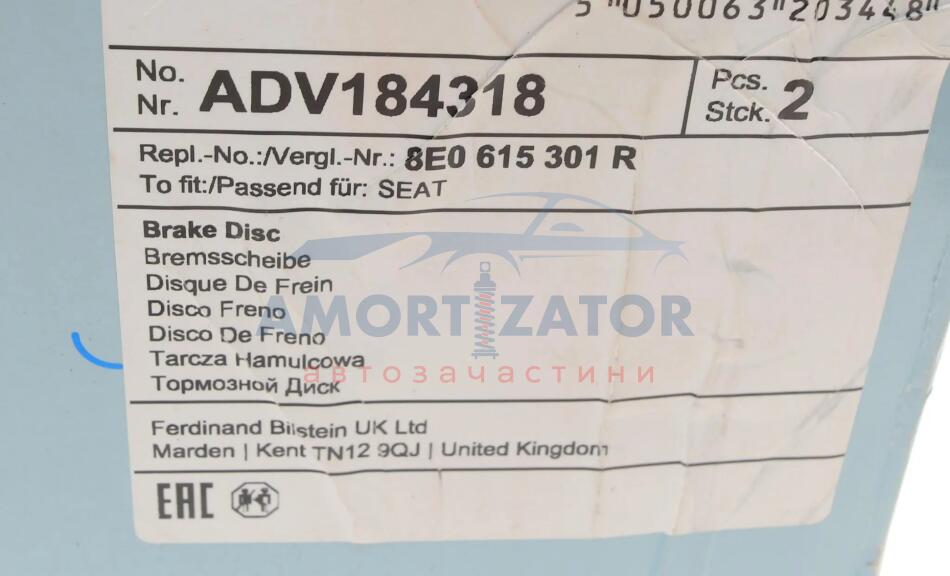 5 "050063"203448"
No.
Nr. ADV184318
Pcs.
Stck. 2
Repl.-No.:/Vergl.-Nr.: 8E0 615 301 R
To fit:/Passend für: SEAT
Brake Disc
Bremsscheibe
Disque De Frein
Disco Freno
Disco De Freno
Tarcza Hamulcowa
Тормозной Диск
AMORTIZATOR
автозачастини
Ferdinand Bilstein UK Ltd
Marden | Kent TN12 9QJ | United Kingdom
EAC